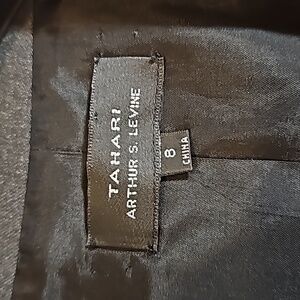 TAHARI
ARTHUR S. LEVINE
8
CHINA